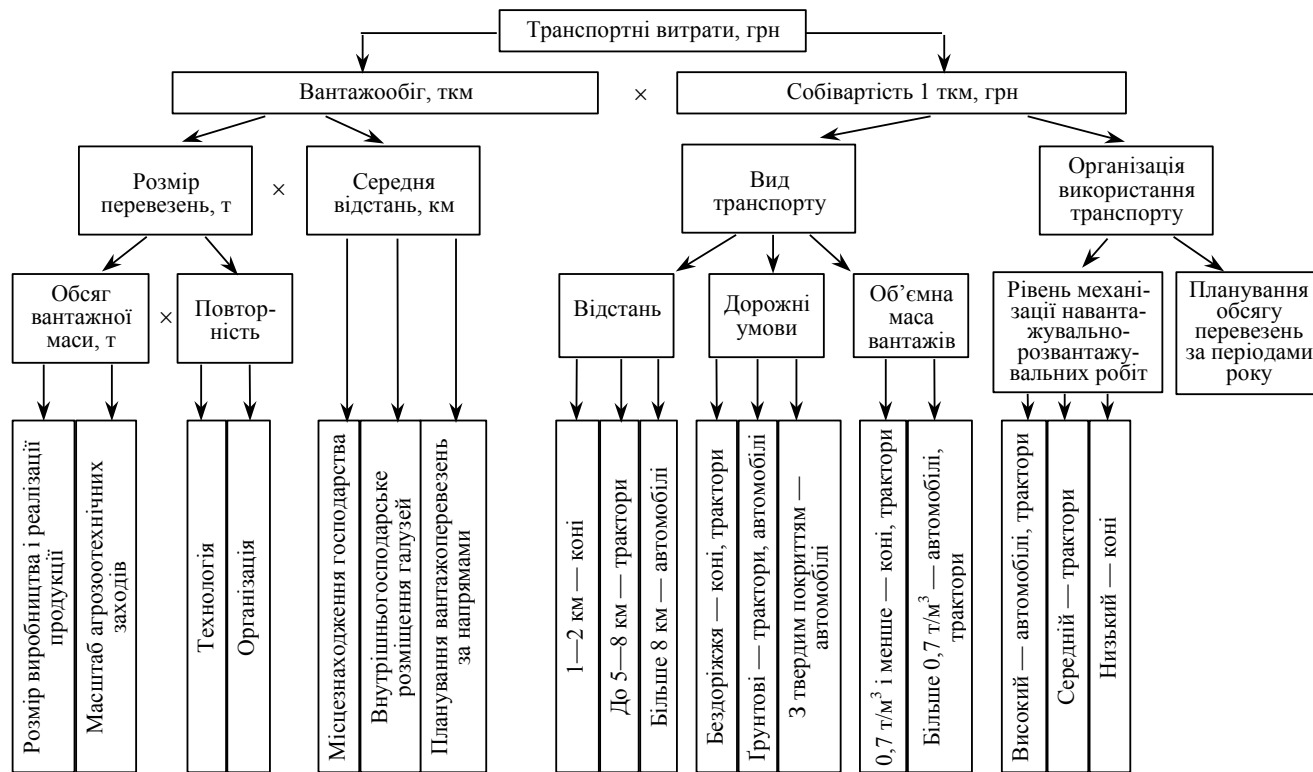 Транспортні витрати, грн
Вантажообіг, ткм
×
Собівартість 1 ткм, грн
Розмір
перевезень, т
×
Середня
відстань, км
Вид
транспорту
Організація
використання
транспорту
Обсяг
вантажної
маси, т
×
Повтор-
ність
Відстань
Дорожні
умови
Об’ємна
маса
вантажів
Рівень механі-
зації наванта-
жувально-
розвантажу-
вальних робіт
Планування
обсягу
перевезень
за періодами
року
Розмір виробництва і реалізації
продукції
Масштаб агрозоотехнічних
заходів
Технологія
Організація
Місцезнаходження господарства
Внутрішньогосподарське
розміщення галузей
Планування вантажоперевезень
за напрямами
1—2 км — коні
До 5—8 км — трактори
Більше 8 км — автомобілі
Бездоріжжя — коні, трактори
Ґрунтові — трактори, автомобілі
З твердим покриттям —
автомобілі
0,7 т/м³ і менше — коні, трактори
Більше 0,7 т/м³ — автомобілі,
трактори
Високий — автомобілі, трактори
Середній — трактори
Низький — коні